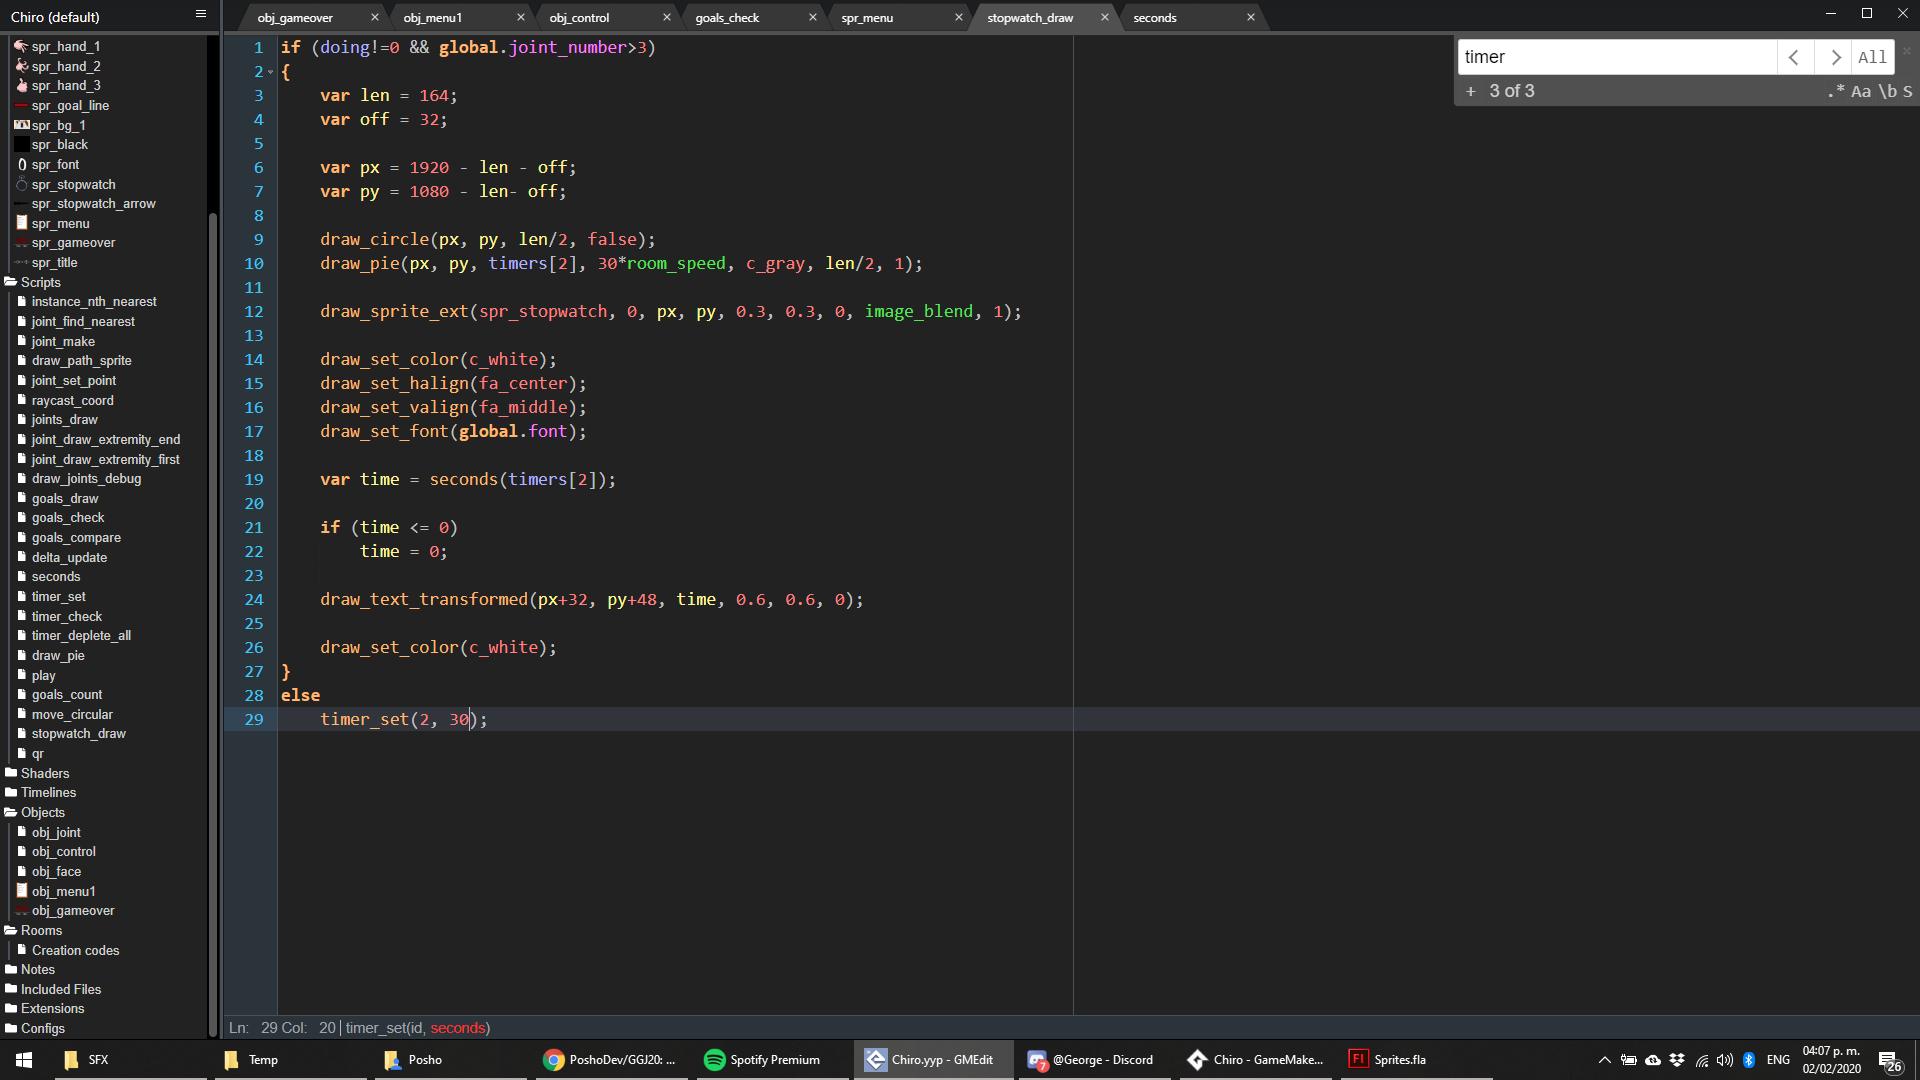 Chiro (default)
obj_gameover
obj_menu1
obj_control
goals_check
spr_menu
stopwatch_draw
seconds
spr_hand_1
spr_hand_2
spr_hand_3
spr_goal_line
spr_bg_1
spr_black
spr_font
spr_stopwatch
spr_stopwatch_arrow
spr_menu
spr_gameover
spr_title
Scripts
instance_nth_nearest
joint_find_nearest
joint_make
draw_path_sprite
joint_set_point
raycast_coord
joints_draw
joint_draw_extremity_end
joint_draw_extremity_first
draw_joints_debug
goals_draw
goals_check
goals_compare
delta_update
seconds
timer_set
timer_check
timer_deplete_all
draw_pie
play
goals_count
move_circular
stopwatch_draw
qr
Shaders
Timelines
Objects
obj_joint
obj_control
obj_face
obj_menu1
obj_gameover
Rooms
Creation codes
Notes
Included Files
Extensions
Configs
1 if (doing!=0 && global.joint_number>3)
2 {
3 var len = 164;
4 var off = 32;
5
6 var px = 1920 - len - off;
7 var py = 1080 - len- off;
8
9 draw_circle(px, py, len/2, false);
10 draw_pie(px, py, timers[2], 30*room_speed, c_gray, len/2, 1);
11
12 draw_sprite_ext(spr_stopwatch, 0, px, py, 0.3, 0.3, 0, image_blend, 1);
13
14 draw_set_color(c_white);
15 draw_set_halign(fa_center);
16 draw_set_valign(fa_middle);
17 draw_set_font(global.font);
18
19 var time = seconds(timers[2]);
20
21 if (time <= 0)
22 time = 0;
23
24 draw_text_transformed(px+32, py+48, time, 0.6, 0.6, 0);
25
26 draw_set_color(c_white);
27 }
28 else
29 timer_set(2, 30);
timer
All
+ 3 of 3
.* Aa \b S
Ln: 29 Col: 20 timer_set(id, seconds)
SFX
Temp
Posho
PoshoDev/GGJ20: ...
Spotify Premium
Chiro.yyp - GMEdit
7
@George - Discord
Chiro - GameMake...
Fl
Sprites.fla
ENG
04:07 p. m.
02/02/2020
26